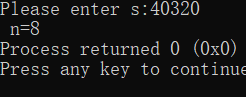 Please enter s:40320
n=8
Process returned 0 (0x0)
Press any key to continue